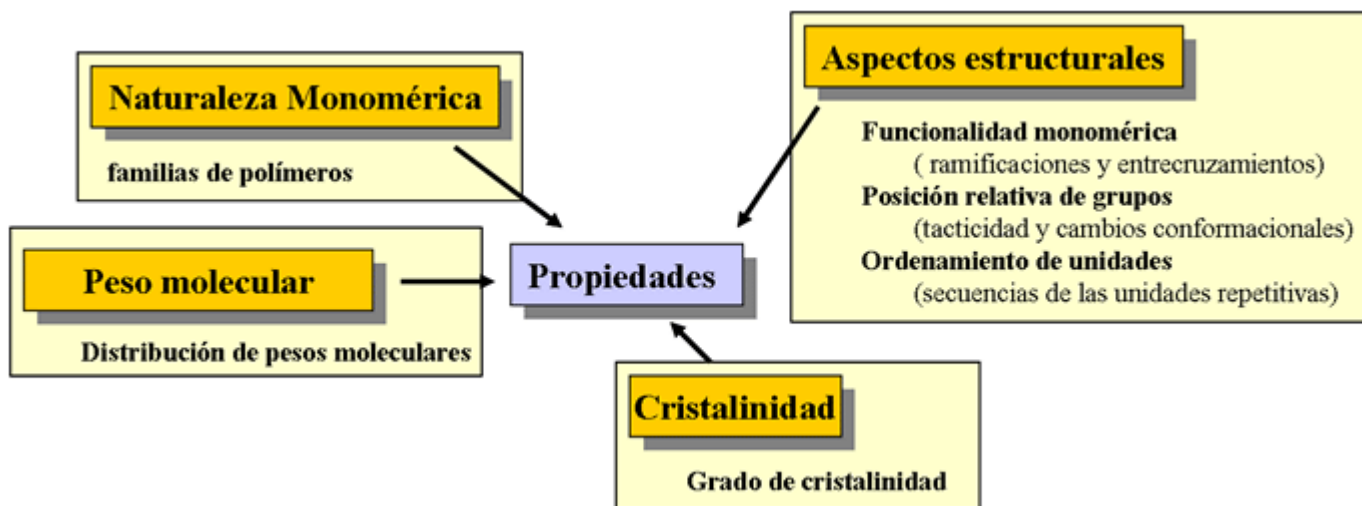 Naturaleza Monomérica
familias de polímeros
Peso molecular
Distribución de pesos moleculares
Propiedades
Aspectos estructurales
Funcionalidad monomérica
( ramificaciones y entrecruzamientos)
Posición relativa de grupos
(tacticidad y cambios conformacionales)
Ordenamiento de unidades
(secuencias de las unidades repetitivas)
Cristalinidad
Grado de cristalinidad